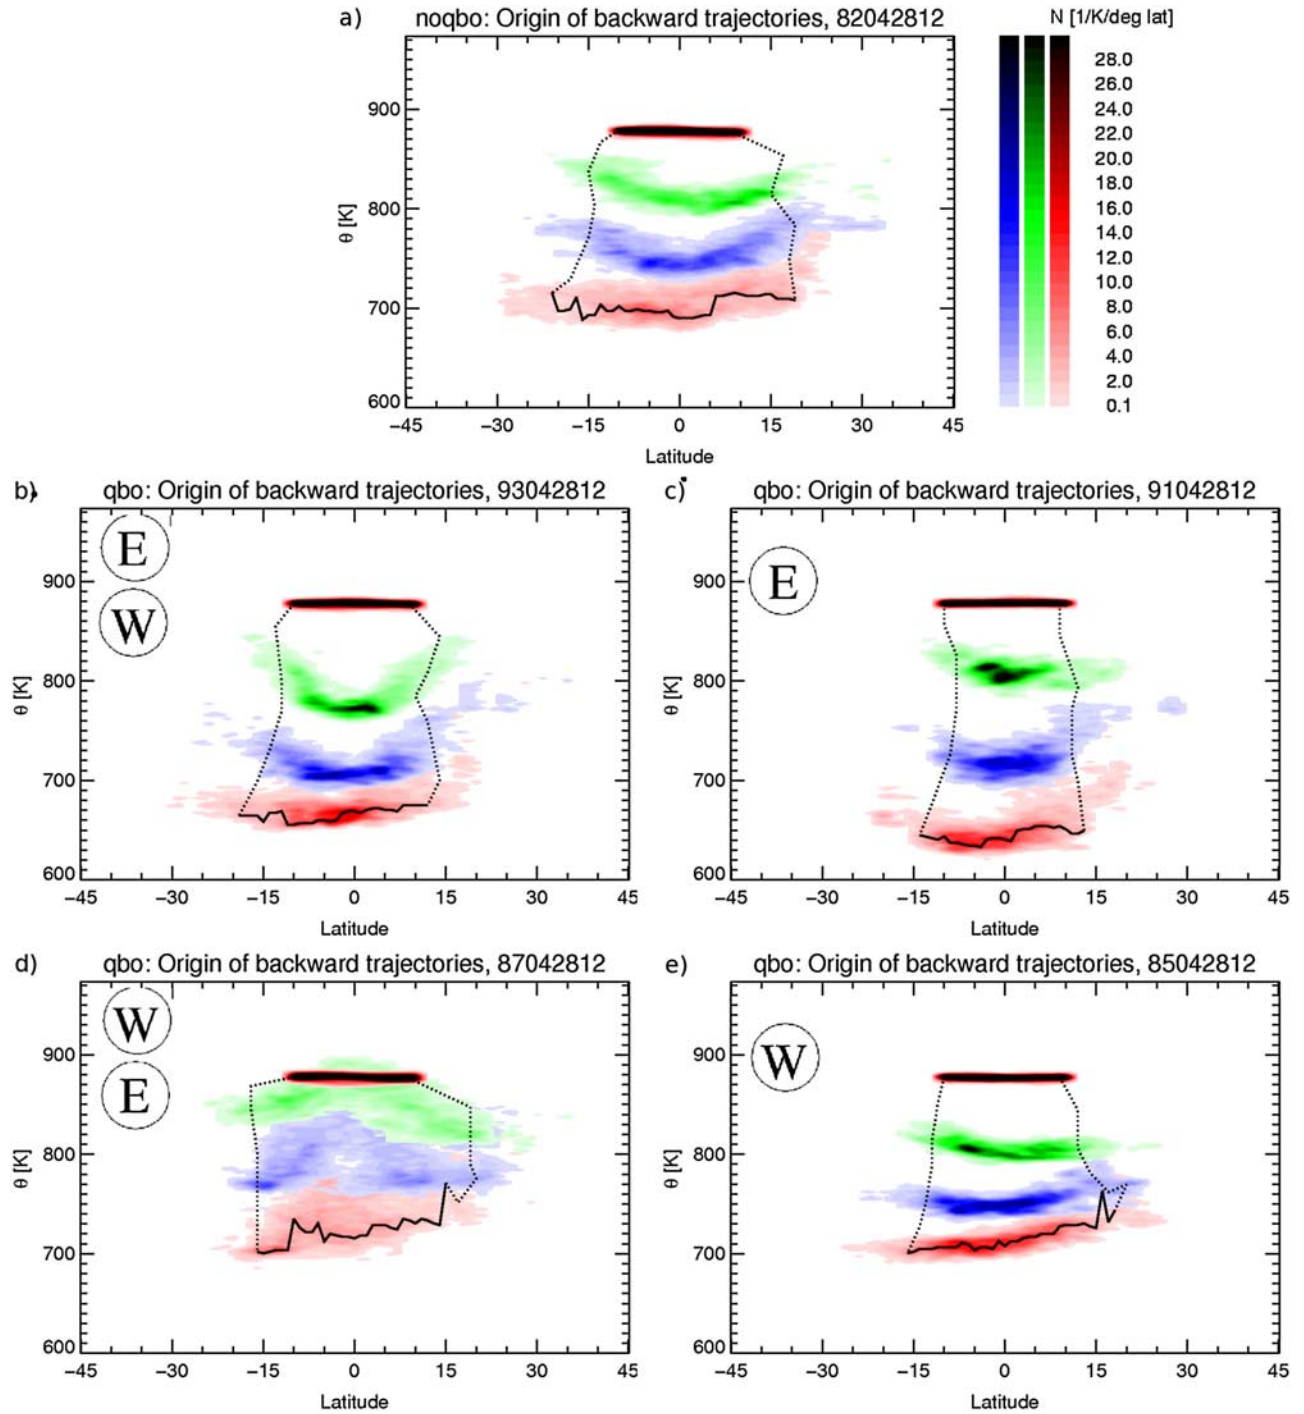 a) noqbo: Origin of backward trajectories, 82042812
N [1/K/deg lat]
28.0
26.0
24.0
22.0
20.0
18.0
16.0
14.0
12.0
10.0
8.0
6.0
4.0
2.0
0.1
900
800
700
600
θ [K]
−45 −30 −15 0 15 30 45
Latitude
b) qbo: Origin of backward trajectories, 93042812
E
W
900
800
700
600
θ [K]
−45 −30 −15 0 15 30 45
Latitude
c) qbo: Origin of backward trajectories, 91042812
E
900
800
700
600
θ [K]
−45 −30 −15 0 15 30 45
Latitude
d) qbo: Origin of backward trajectories, 87042812
W
E
900
800
700
600
θ [K]
−45 −30 −15 0 15 30 45
Latitude
e) qbo: Origin of backward trajectories, 85042812
W
900
800
700
600
θ [K]
−45 −30 −15 0 15 30 45
Latitude